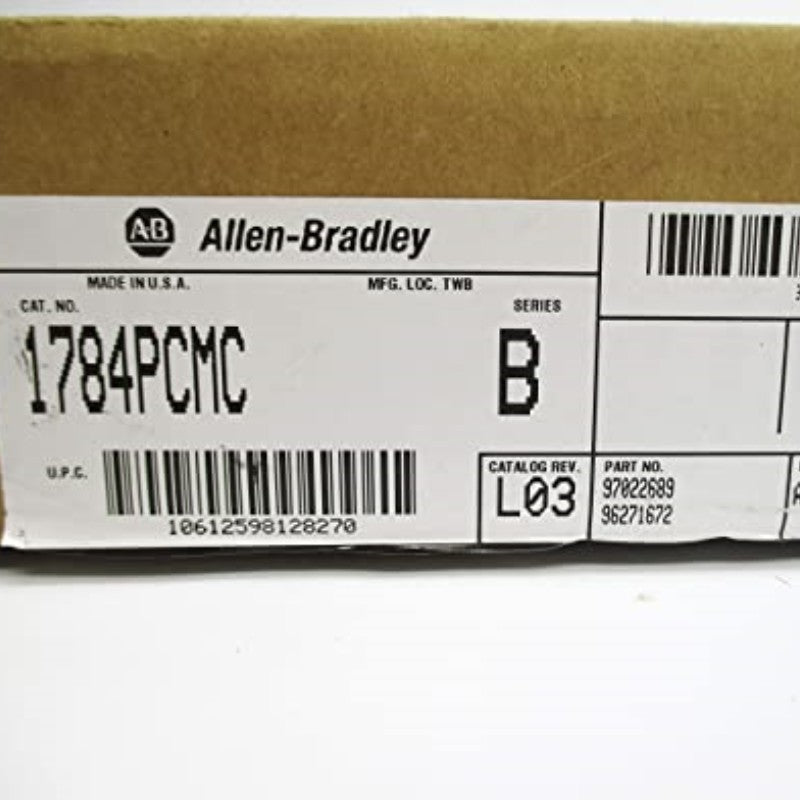 AB Allen-Bradley
MADE IN U.S.A. MFG. LOC. TWB
CAT. NO. SERIES
1784PCMC B
U.P.C.
10612598128270
CATALOG REV.
L03
PART NO.
97022689
96271672